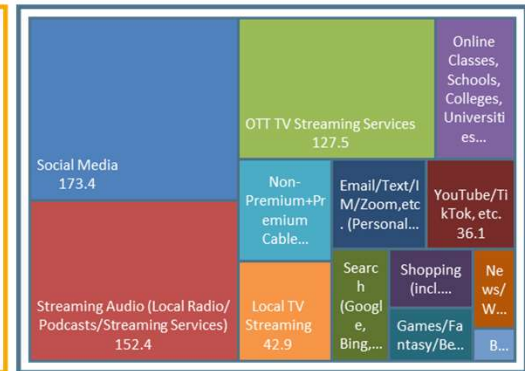 Social Media
173.4
Streaming Audio (Local Radio/
Podcasts/Streaming Services)
152.4
OTT TV Streaming Services
127.5
Online
Classes,
Schools,
Colleges,
Universiti
es...
Non-
Premium+Pr
emium
Cable...
Local TV
Streaming
42.9
Email/Text/I
M/Zoom,etc
. (Personal...
YouTube/Ti
kTok, etc.
36.1
Searc
h
(Googl
e,
Bing,...
Shopping
(incl....
Games/Fa
ntasy/Be...
Ne
ws/
W...
B...